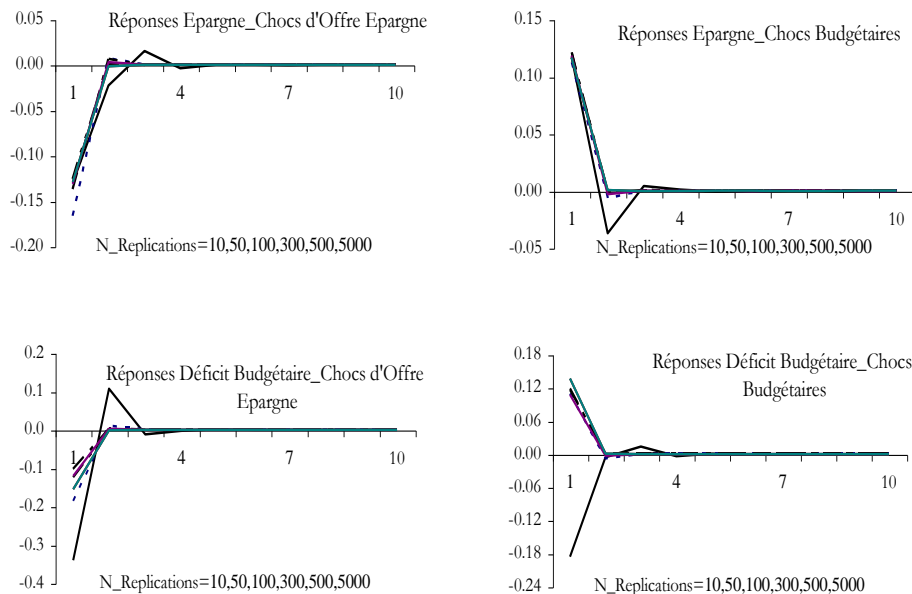 Réponses Epargne_Chocs d'Offre Epargne
0.05
0.00
-0.05
-0.10
-0.15
-0.20
1 4 7 10
N_Replications=10,50,100,300,500,5000
Réponses Epargne_Chocs Budgétaires
0.15
0.10
0.05
0.00
-0.05
1 4 7 10
N_Replications=10,50,100,300,500,5000
Réponses Déficit Budgétaire_Chocs d'Offre
Epargne
0.2
0.1
0.0
-0.1
-0.2
-0.3
-0.4
1 4 7 10
N_Replications=10,50,100,300,500,5000
Réponses Déficit Budgétaire_Chocs
Budgétaires
0.18
0.12
0.06
0.00
-0.06
-0.12
-0.18
-0.24
1 4 7 10
N_Replications=10,50,100,300,500,5000